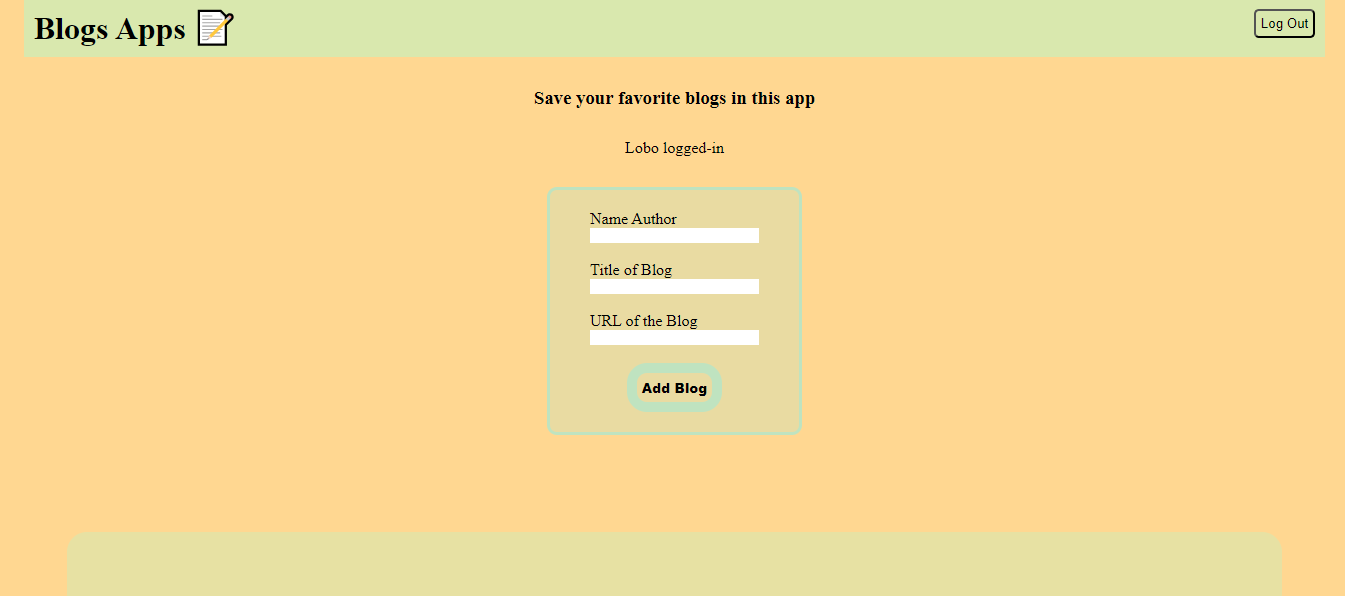 Blogs Apps 📝
Log Out
Save your favorite blogs in this app
Lobo logged-in
Name Author
Title of Blog
URL of the Blog
Add Blog